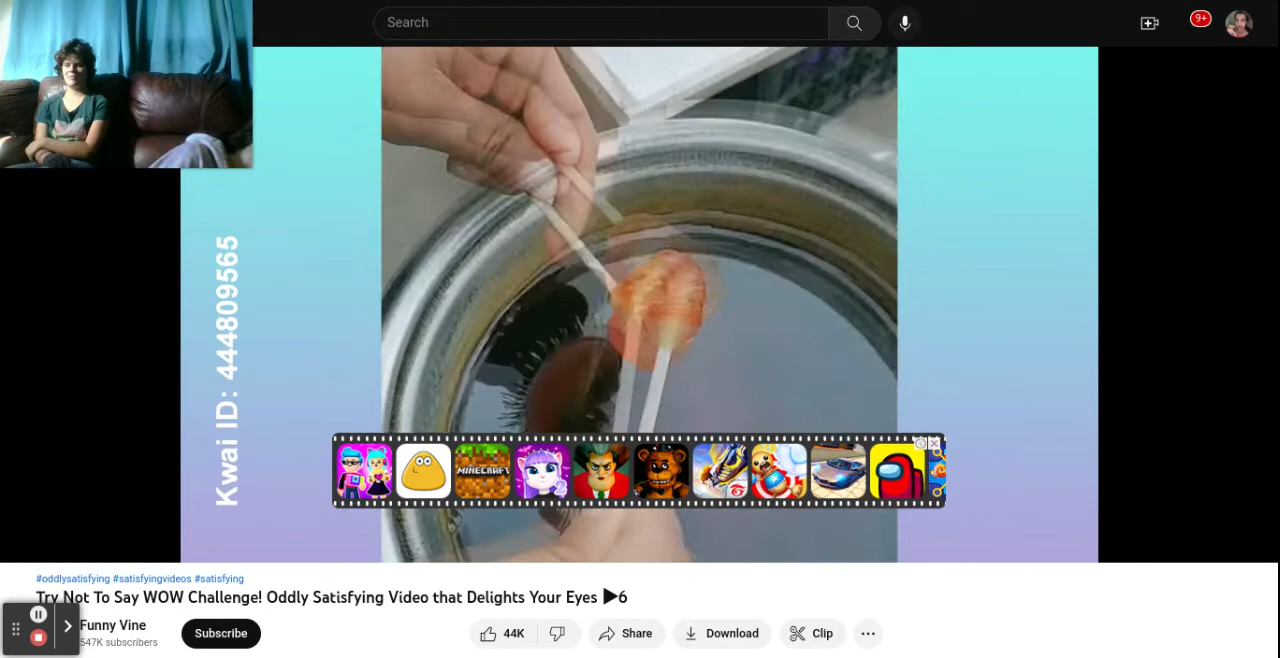 Search
9+
Kwai ID: 444809565
MINECRAFT
#oddlysatisfying #satisfyingvideos #satisfying
Try Not To Say WOW Challenge! Oddly Satisfying Video that Delights Your Eyes ▶6
Funny Vine
547K subscribers
Subscribe
44K
Share
Download
Clip